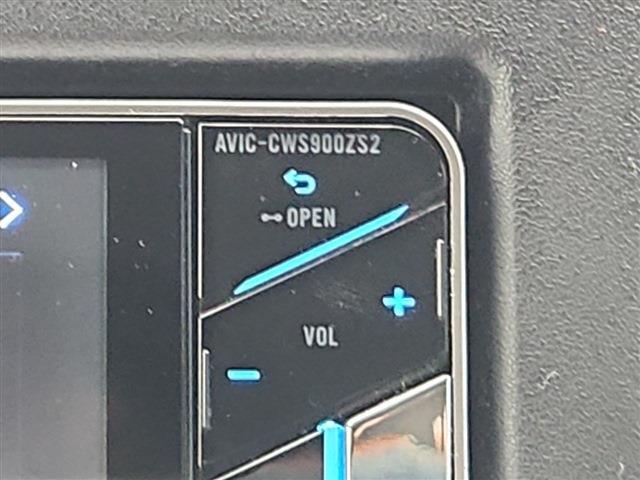 AVIC-CWS900ZS2
OPEN
+
VOL
-